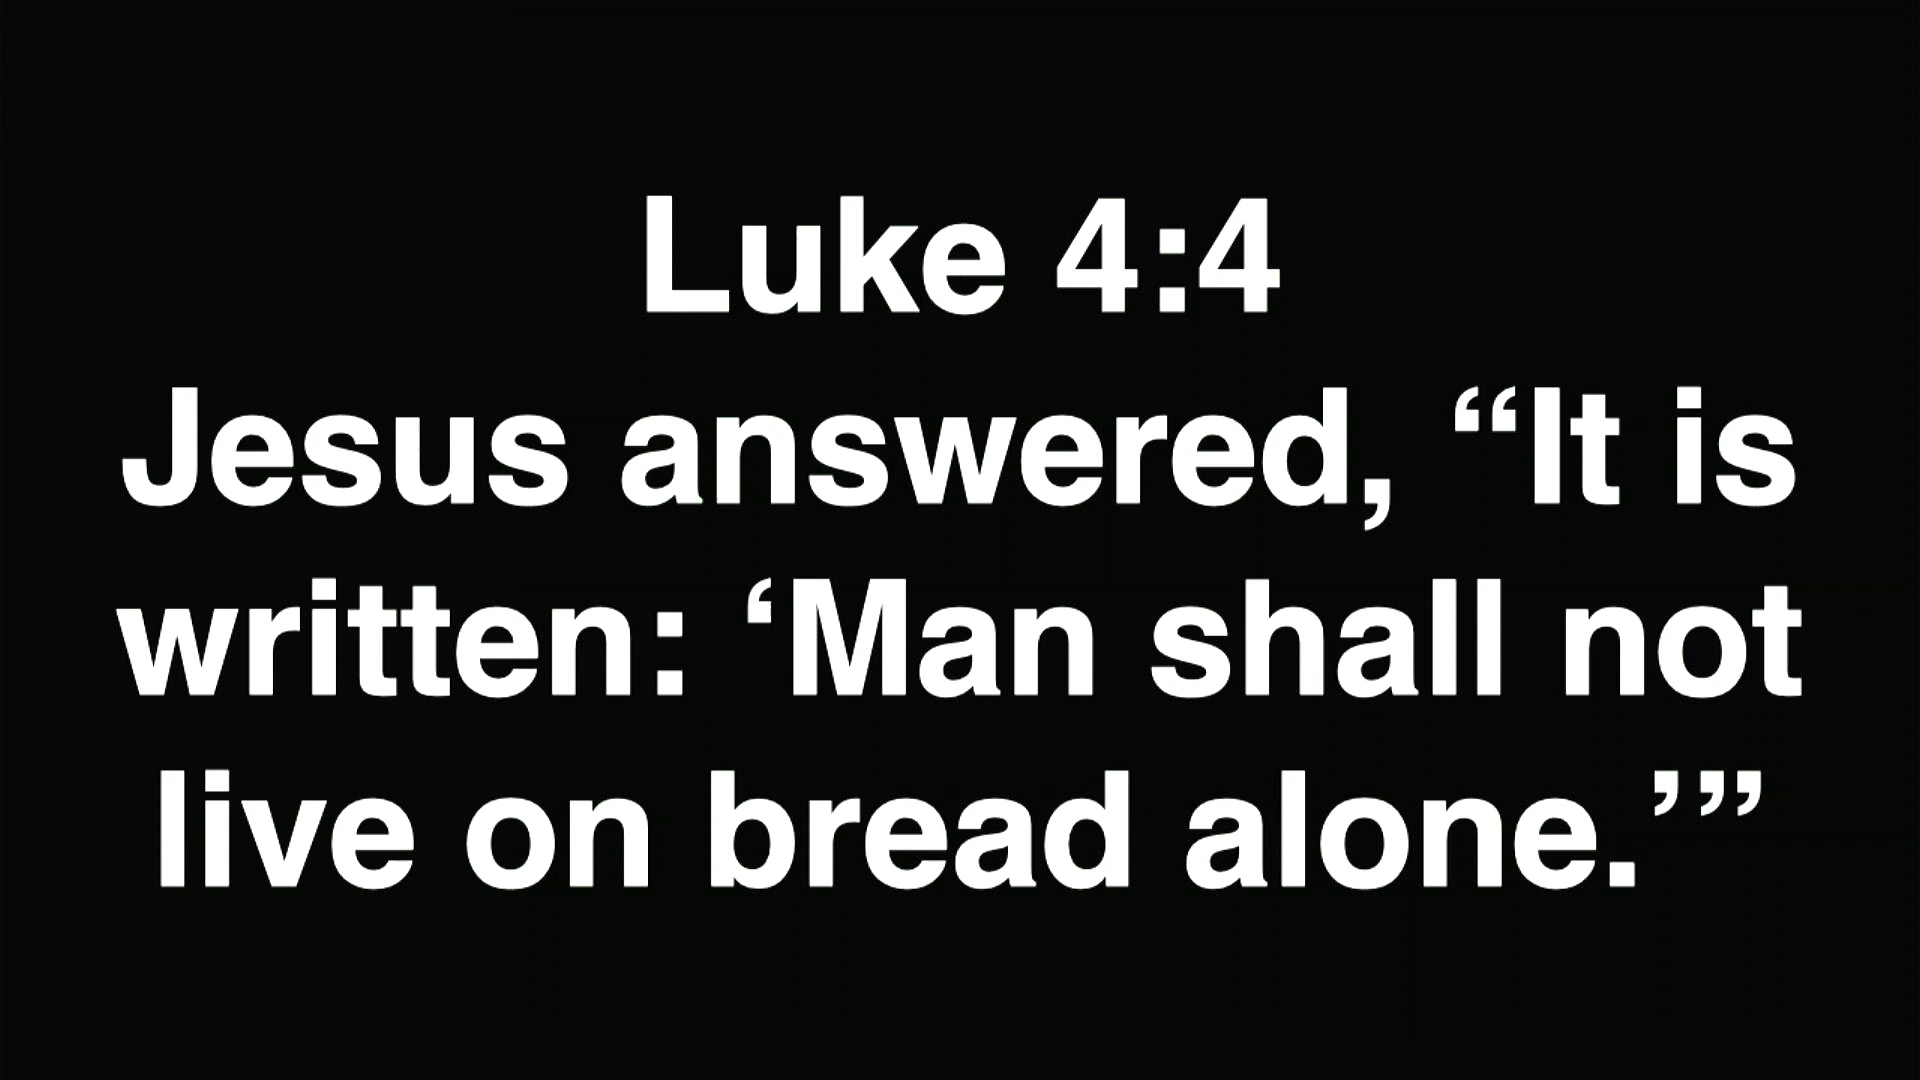 Luke 4:4
Jesus answered, “It is
written: ‘Man shall not
live on bread alone.’”